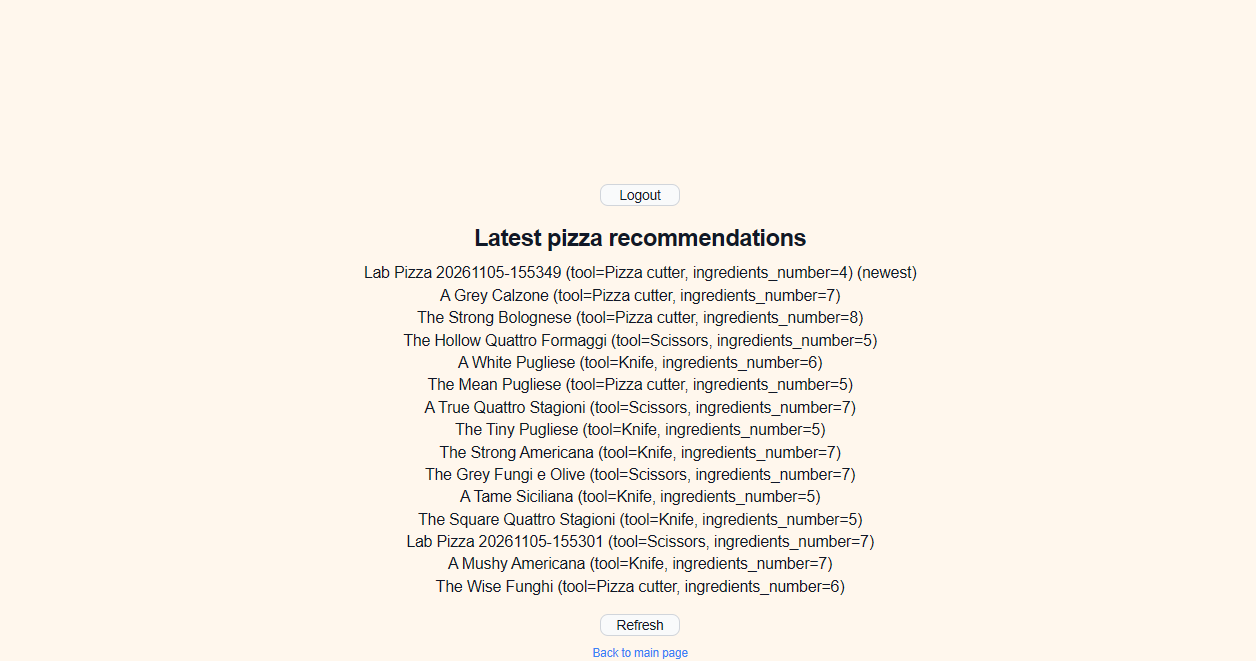 Logout
Latest pizza recommendations
Lab Pizza 20261105-155349 (tool=Pizza cutter, ingredients_number=4) (newest)
A Grey Calzone (tool=Pizza cutter, ingredients_number=7)
The Strong Bolognese (tool=Pizza cutter, ingredients_number=8)
The Hollow Quattro Formaggi (tool=Scissors, ingredients_number=5)
A White Pugliese (tool=Knife, ingredients_number=6)
The Mean Pugliese (tool=Pizza cutter, ingredients_number=5)
A True Quattro Stagioni (tool=Scissors, ingredients_number=7)
The Tiny Pugliese (tool=Knife, ingredients_number=5)
The Strong Americana (tool=Knife, ingredients_number=7)
The Grey Fungi e Olive (tool=Scissors, ingredients_number=7)
A Tame Siciliana (tool=Knife, ingredients_number=5)
The Square Quattro Stagioni (tool=Knife, ingredients_number=5)
Lab Pizza 20261105-155301 (tool=Scissors, ingredients_number=7)
A Mushy Americana (tool=Knife, ingredients_number=7)
The Wise Funghi (tool=Pizza cutter, ingredients_number=6)
Refresh
Back to main page